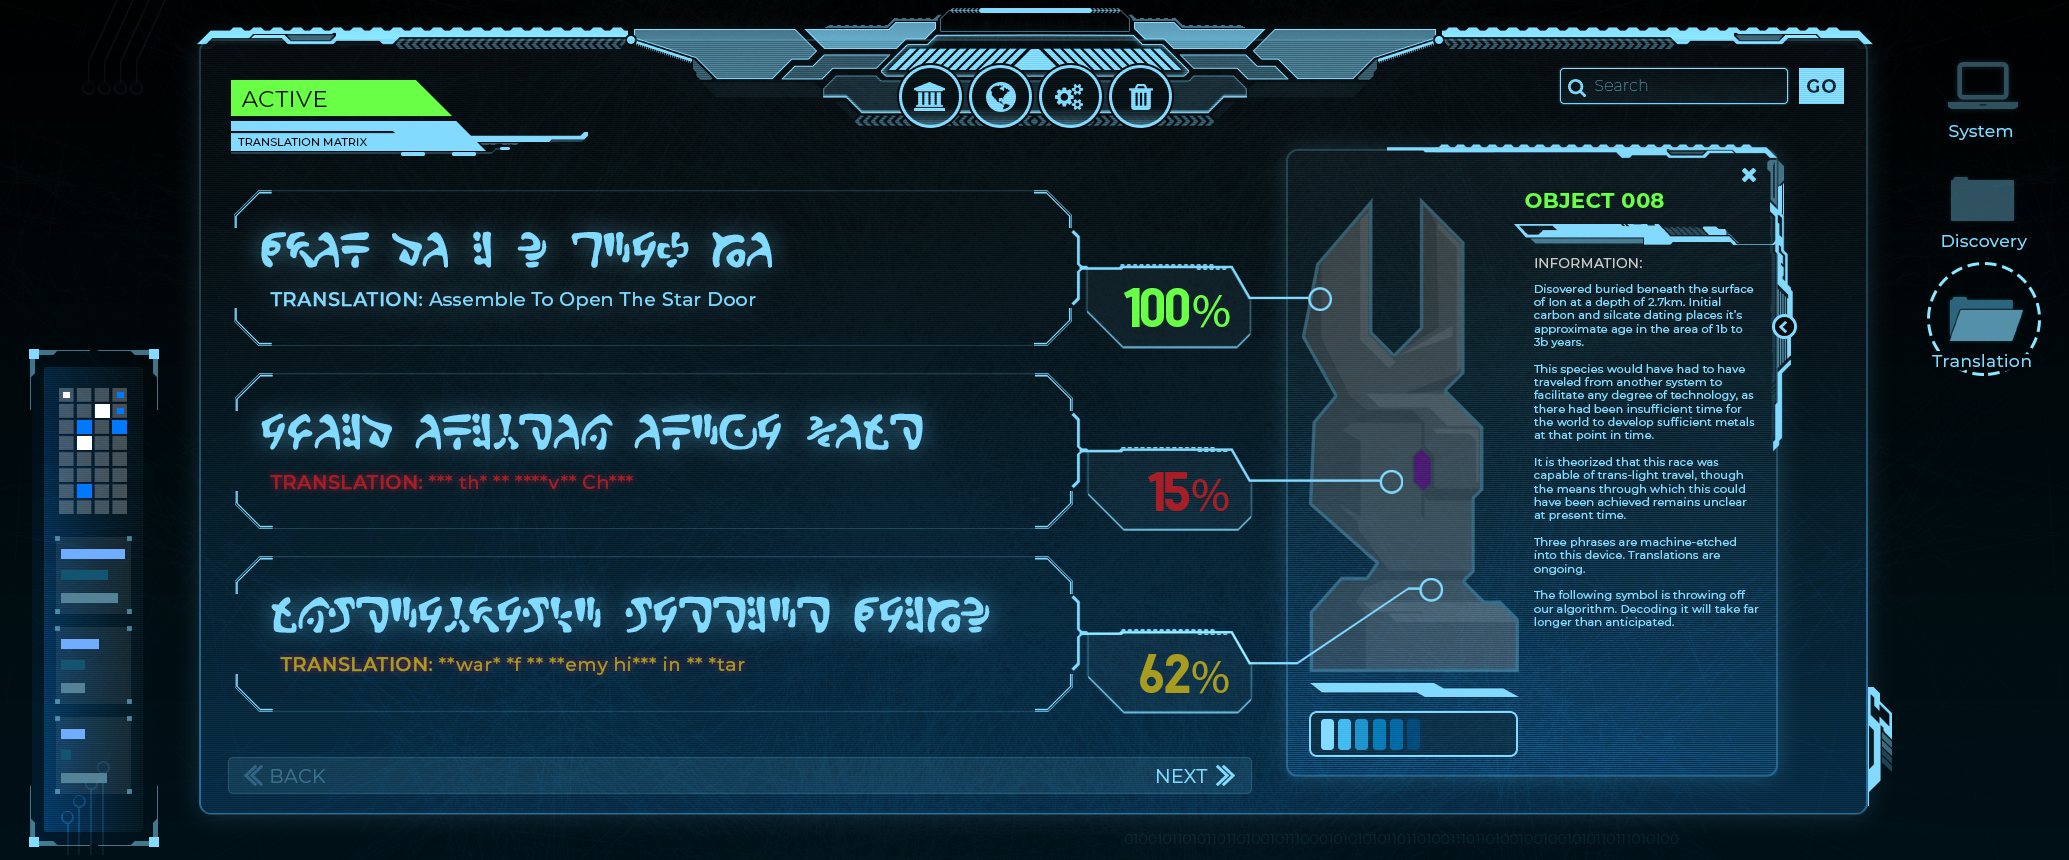 ACTIVE
TRANSLATION MATRIX
Search
GO
System
Discovery
Translation
TRANSLATION: Assemble To Open The Star Door
100%
TRANSLATION: *** th* ** ****v** Ch***
15%
TRANSLATION: **war* *f ** **emy hi*** in ** *tar
62%
BACK
NEXT
OBJECT 008
INFORMATION:
Disovered buried beneath the surface
of Ion at a depth of 2.7km. Initial
carbon and silcate dating places it's
approximate age in the area of 1b to
3b years.
This species would have had to have
traveled from another system to
facilitate any degree of technology, as
there had been insufficient time for
the world to develop sufficient metals
at that point in time.
It is theorized that this race was
capable of trans-light travel, though
the means through which this could
have been achieved remains unclear
at present time.
Three phrases are machine-etched
into this device. Translations are
ongoing.
The following symbol is throwing off
our algorithm. Decoding it will take far
longer than anticipated.